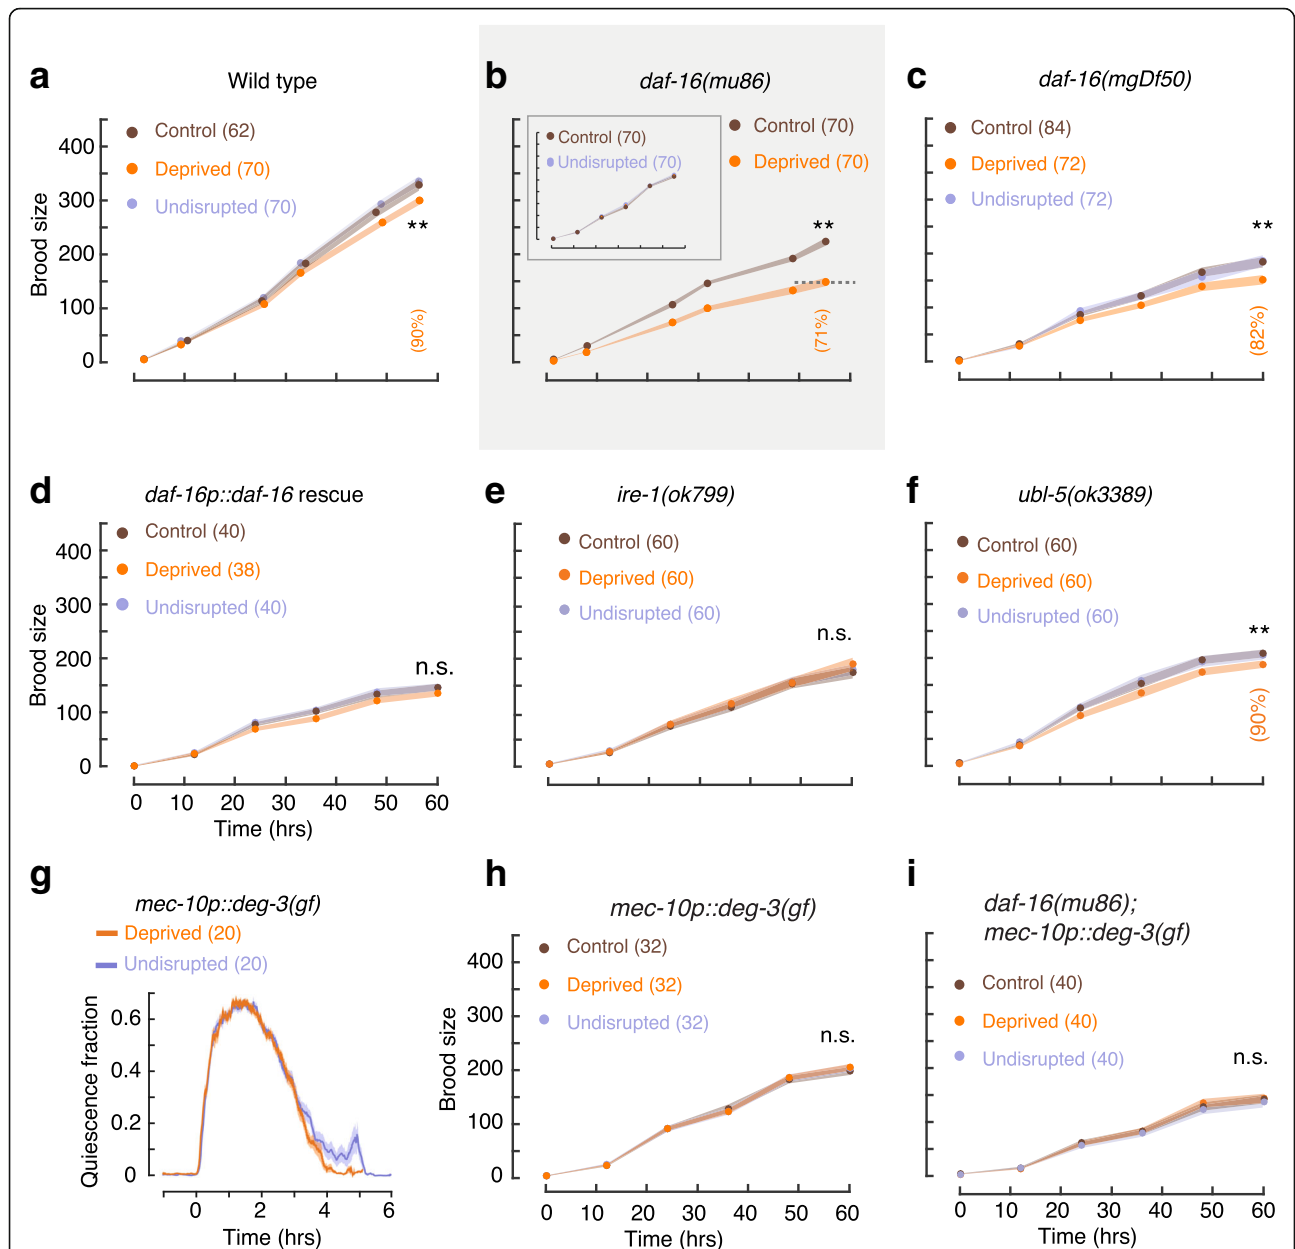 a
Wild type
Control (62)
Deprived (70)
Undisrupted (70)
400
300
200
100
0
Brood size
**
(90%)
b
daf-16(mu86)
Control (70)
Undisrupted (70)
Control (70)
Deprived (70)
**
(71%)
c
daf-16(mgDf50)
Control (84)
Deprived (72)
Undisrupted (72)
**
(82%)
d
daf-16p::daf-16 rescue
Control (40)
Deprived (38)
Undisrupted (40)
400
300
200
100
0
Brood size
n.s.
0 10 20 30 40 50 60
Time (hrs)
e
ire-1(ok799)
Control (60)
Deprived (60)
Undisrupted (60)
n.s.
f
ubl-5(ok3389)
Control (60)
Deprived (60)
Undisrupted (60)
**
(90%)
g
mec-10p::deg-3(gf)
Deprived (20)
Undisrupted (20)
0.6
0.4
0.2
0
Quiescence fraction
0 2 4 6
Time (hrs)
h
mec-10p::deg-3(gf)
Control (32)
Deprived (32)
Undisrupted (32)
400
300
200
100
0
Brood size
n.s.
0 10 20 30 40 50 60
Time (hrs)
i
daf-16(mu86);
mec-10p::deg-3(gf)
Control (40)
Deprived (40)
Undisrupted (40)
n.s.
0 10 20 30 40 50 60
Time (hrs)